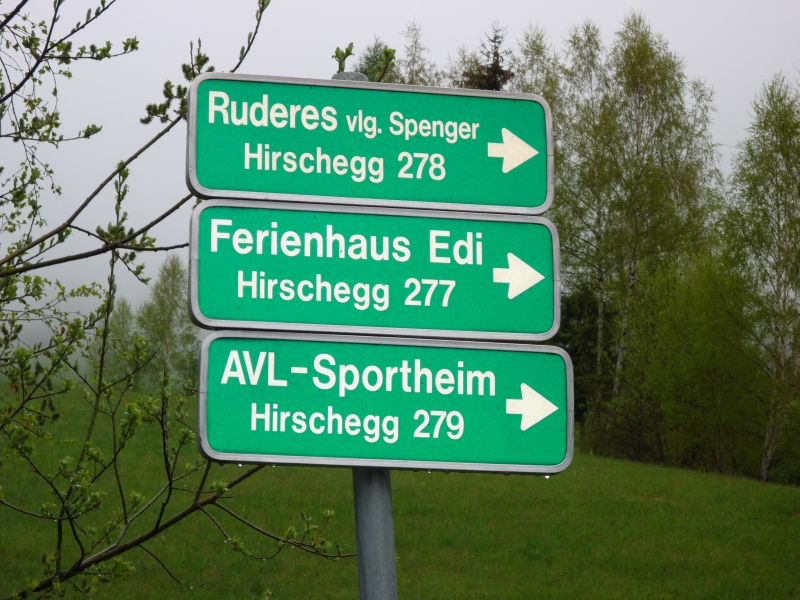 Ruderes vlg. Spenger
Hirschegg 278
Ferienhaus Edi
Hirschegg 277
AVL-Sportheim
Hirschegg 279